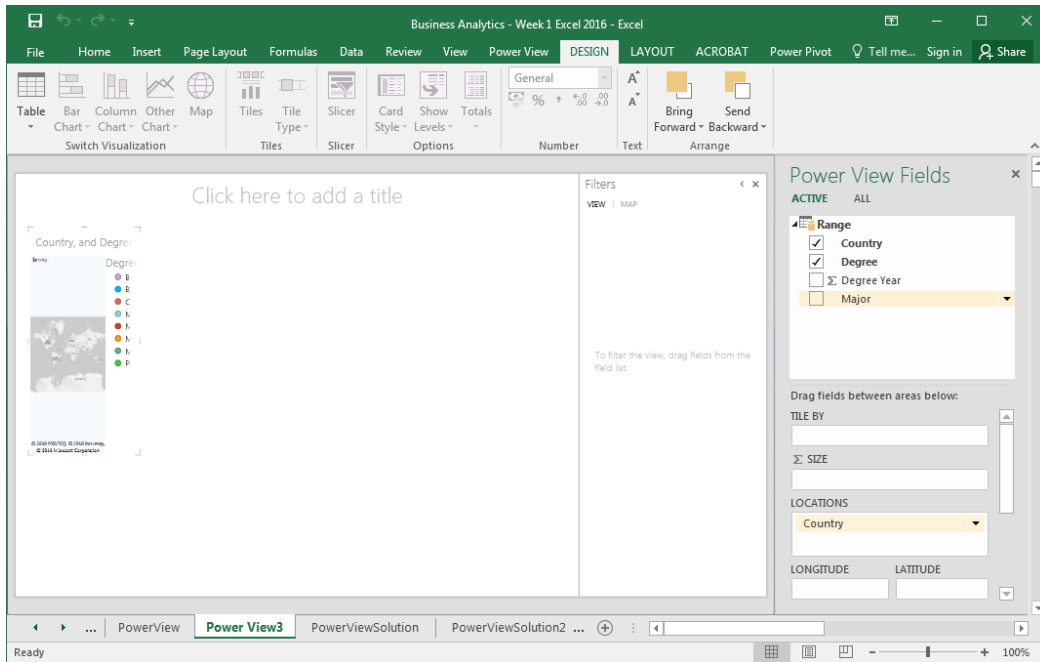 Business Analytics - Week 1 Excel 2016 - Excel
File Home Insert Page Layout Formulas Data Review View Power View DESIGN LAYOUT ACROBAT Power Pivot Tell me... Sign in Share
Table Bar Chart Column Chart Other Chart Map Tiles Tile Type Slicer Card Style Show Levels Totals General % , .00 .0 A A Bring Forward Send Backward
Switch Visualization Tiles Slicer Options Number Text Arrange
Click here to add a title
Country, and Degre
bing
Degre
B
B
C
M
M
M
M
P
Filters
VIEW | MAP
To filter the view, drag fields from the
field list.
Power View Fields
ACTIVE ALL
Range
Country
Degree
Σ Degree Year
Major
Drag fields between areas below:
TILE BY
Σ SIZE
LOCATIONS
Country
LONGITUDE LATITUDE
... PowerView Power View3 PowerViewSolution PowerViewSolution2 ...
Ready 100%